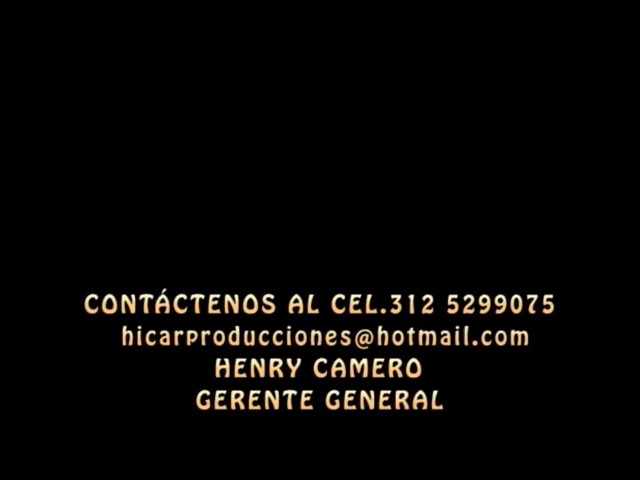 CONTÁCTENOS AL CEL.312 5299075
hicarproducciones@hotmail.com
HENRY CAMERO
GERENTE GENERAL